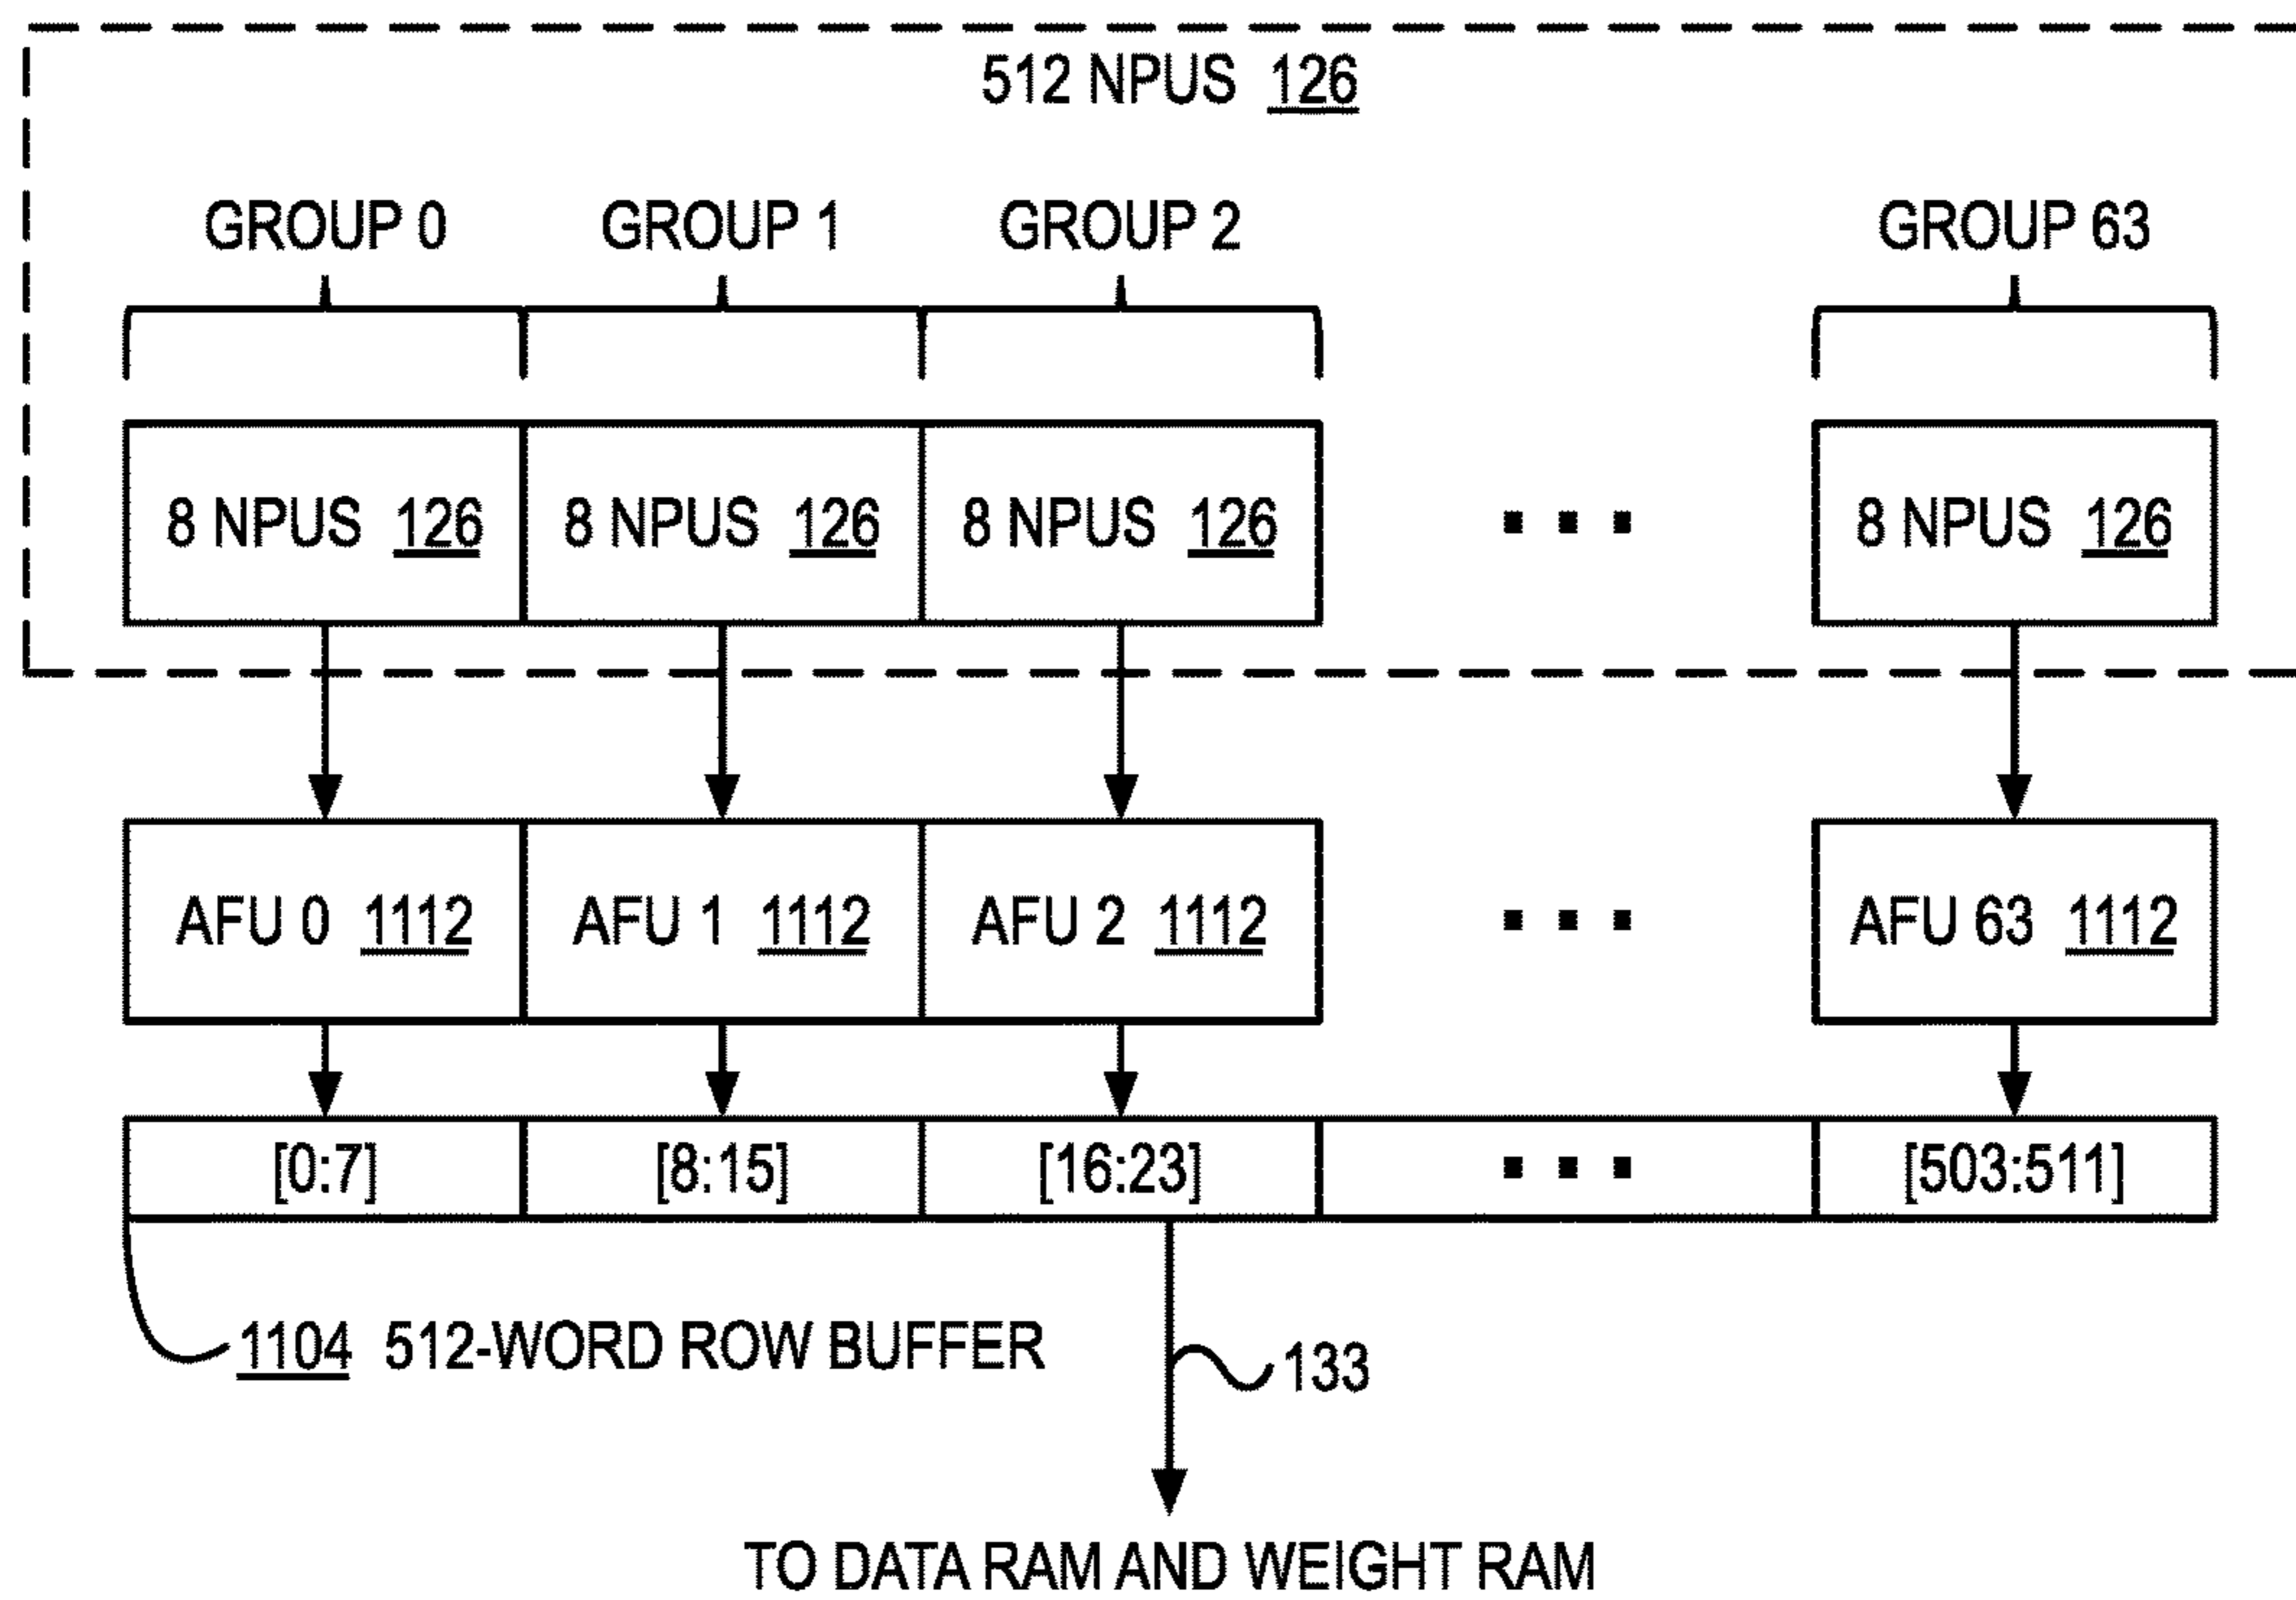 512 NPUS 126
GROUP 0 GROUP 1 GROUP 2 GROUP 63
8 NPUS 126 8 NPUS 126 8 NPUS 126 ... 8 NPUS 126
AFU 0 1112 AFU 1 1112 AFU 2 1112 ... AFU 63 1112
[0:7] [8:15] [16:23] ... [503:511]
1104 512-WORD ROW BUFFER
133
TO DATA RAM AND WEIGHT RAM